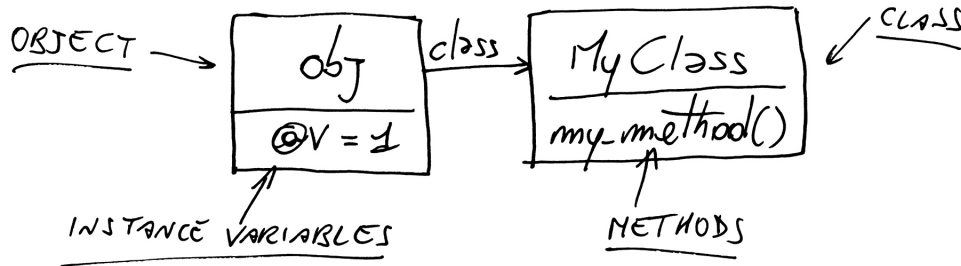 OBJECT
obj
class
MyClass
CLASS
@v = 1
my_method()
INSTANCE VARIABLES
METHODS